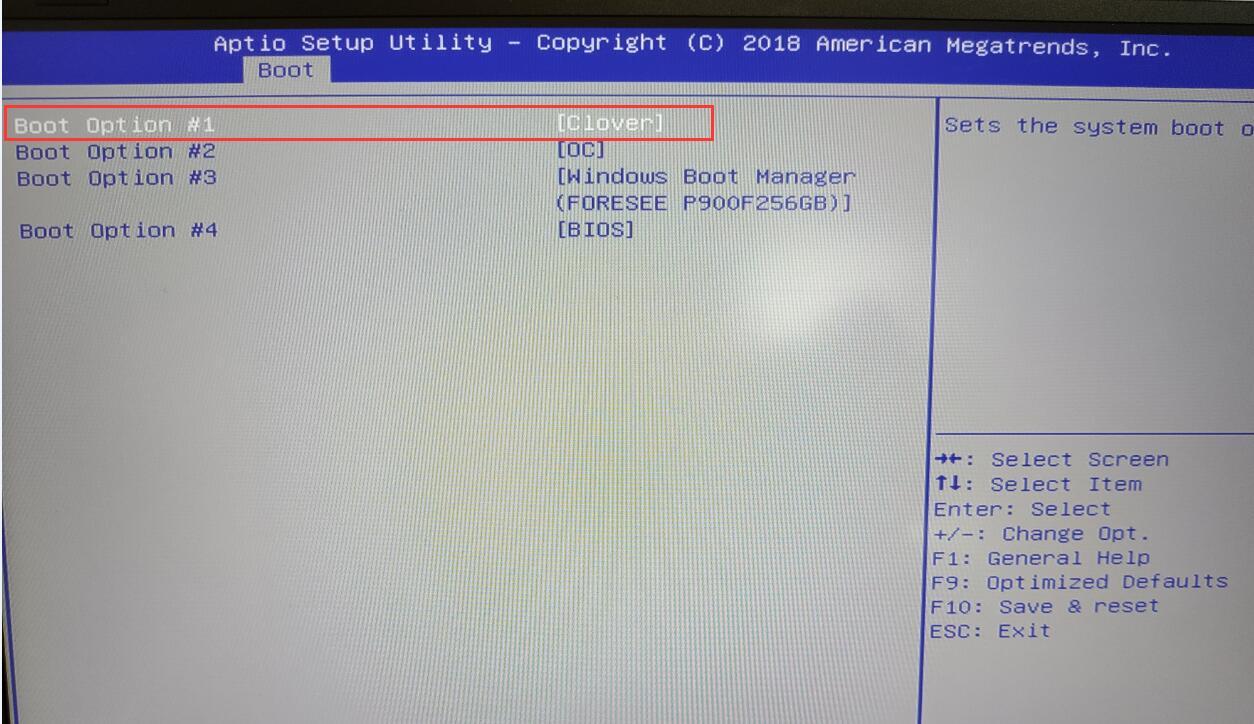 Aptio Setup Utility – Copyright (C) 2018 American Megatrends, Inc.
Boot
Boot Option #1 [Clover]
Boot Option #2 [OC]
Boot Option #3 [Windows Boot Manager
(FORESEE P900F256GB)]
Boot Option #4 [BIOS]
Sets the system boot o
→←: Select Screen
↑↓: Select Item
Enter: Select
+/-: Change Opt.
F1: General Help
F9: Optimized Defaults
F10: Save & reset
ESC: Exit